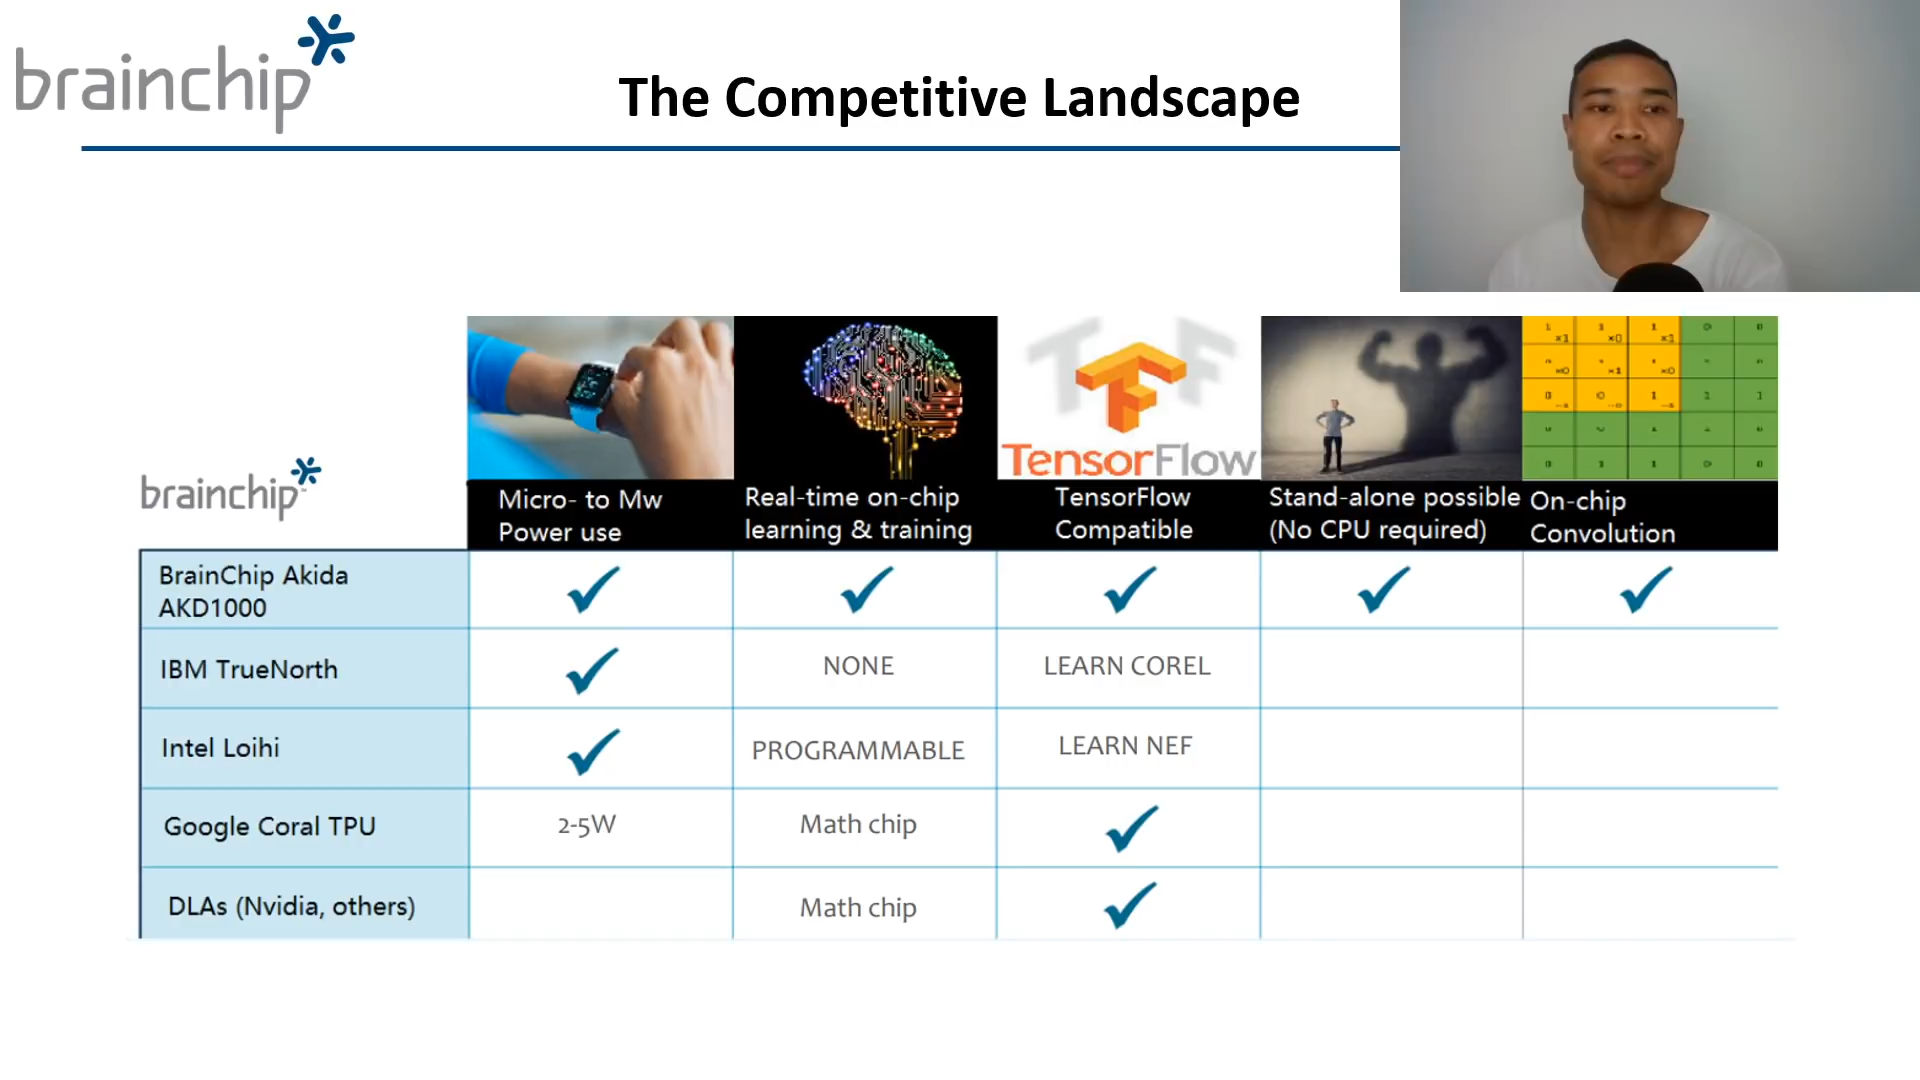 brainchip
The Competitive Landscape
TensorFlow
brainchip
Micro- to Mw
Power use
Real-time on-chip
learning & training
TensorFlow
Compatible
Stand-alone possible
(No CPU required)
On-chip
Convolution
BrainChip Akida
AKD1000
IBM TrueNorth
NONE
LEARN COREL
Intel Loihi
PROGRAMMABLE
LEARN NEF
Google Coral TPU
2-5W
Math chip
DLAs (Nvidia, others)
Math chip